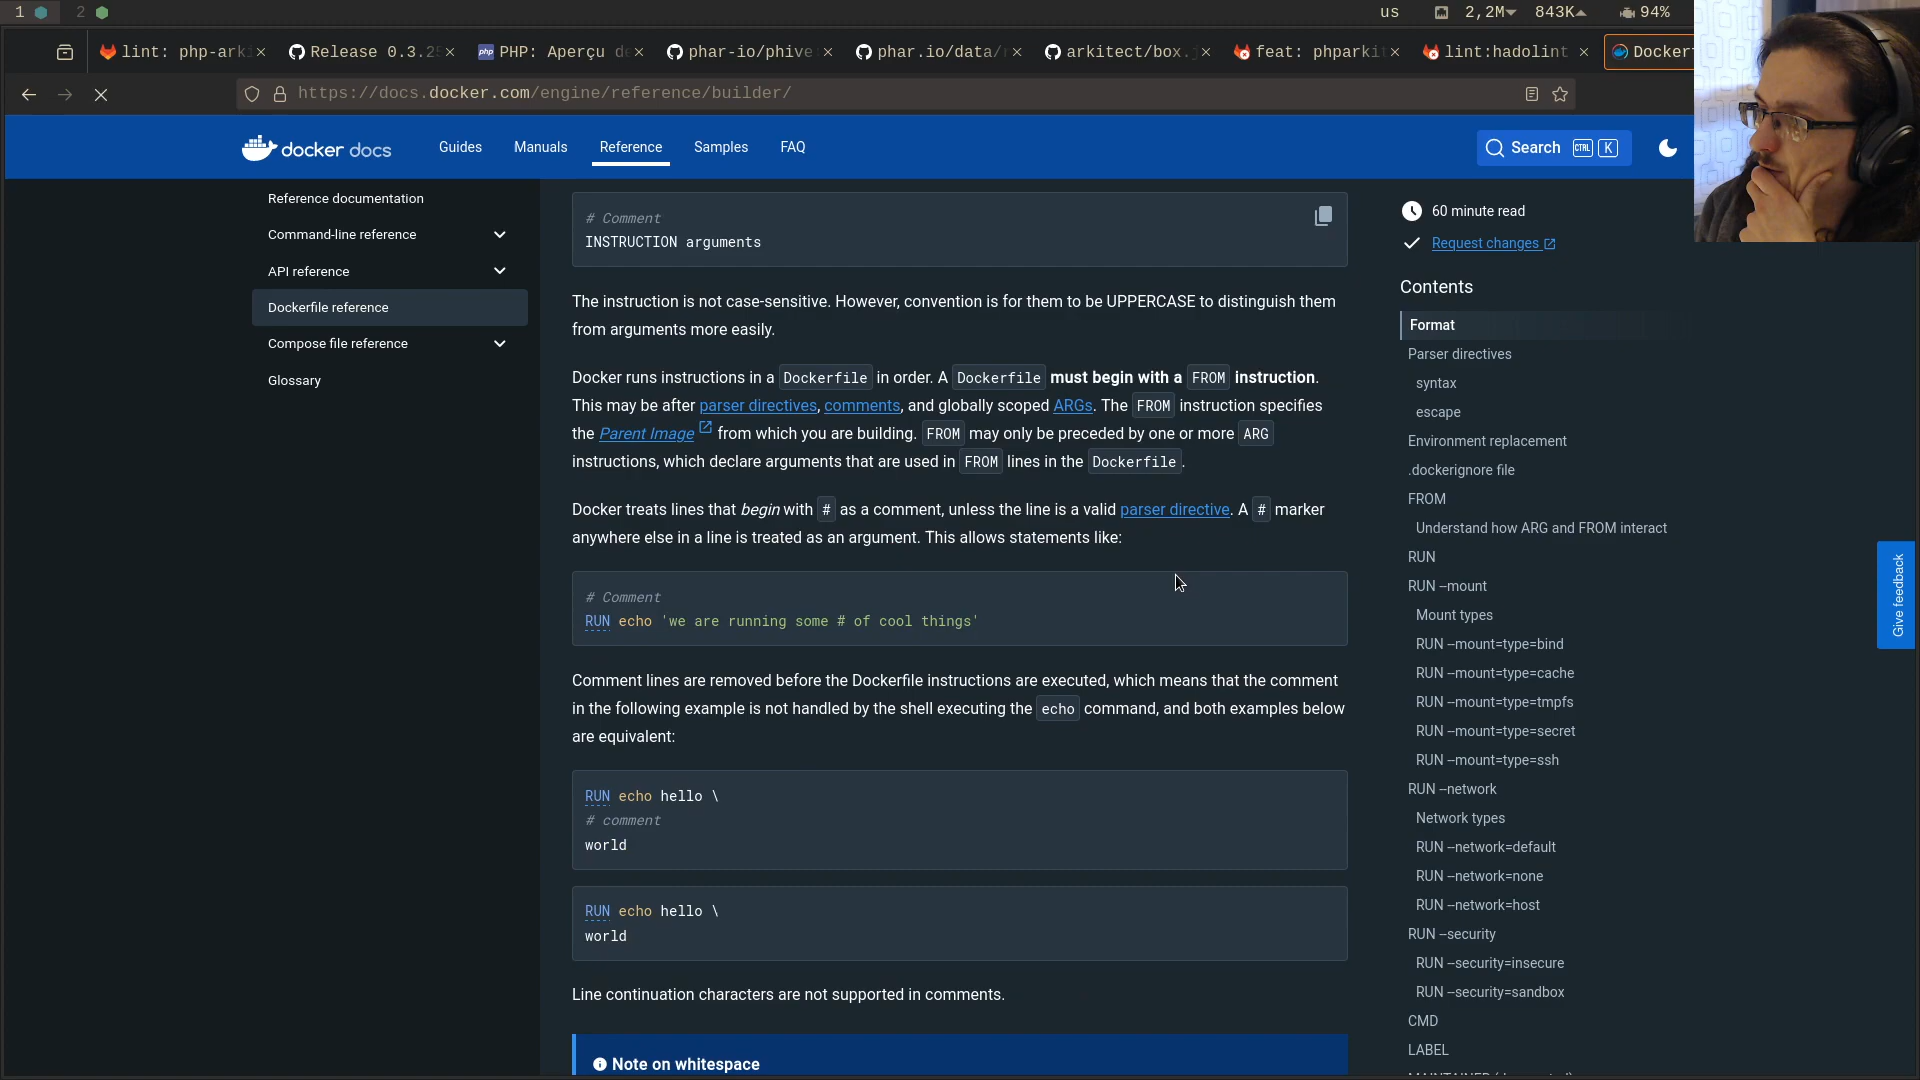 1 2 us 2,2M 843K 94%
lint: php-ark × Release 0.3.2 × PHP: Aperçu d × phar-io/phive × phar.io/data/ × arkitect/box. × feat: phparkit × lint:hadolint × Docker
https://docs.docker.com/engine/reference/builder/
docker docs Guides Manuals Reference Samples FAQ Search CTRL K
Reference documentation
Command-line reference
API reference
Dockerfile reference
Compose file reference
Glossary
# Comment
INSTRUCTION arguments
The instruction is not case-sensitive. However, convention is for them to be UPPERCASE to distinguish them
from arguments more easily.
Docker runs instructions in a Dockerfile in order. A Dockerfile must begin with a FROM instruction.
This may be after parser directives, comments, and globally scoped ARGs. The FROM instruction specifies
the Parent Image from which you are building. FROM may only be preceded by one or more ARG
instructions, which declare arguments that are used in FROM lines in the Dockerfile.
Docker treats lines that begin with # as a comment, unless the line is a valid parser directive. A # marker
anywhere else in a line is treated as an argument. This allows statements like:
# Comment
RUN echo 'we are running some # of cool things'
Comment lines are removed before the Dockerfile instructions are executed, which means that the comment
in the following example is not handled by the shell executing the echo command, and both examples below
are equivalent:
RUN echo hello \
# comment
world
RUN echo hello \
world
Line continuation characters are not supported in comments.
Note on whitespace
60 minute read
Request changes
Contents
Format
Parser directives
syntax
escape
Environment replacement
.dockerignore file
FROM
Understand how ARG and FROM interact
RUN
RUN --mount
Mount types
RUN --mount=type=bind
RUN --mount=type=cache
RUN --mount=type=tmpfs
RUN --mount=type=secret
RUN --mount=type=ssh
RUN --network
Network types
RUN --network=default
RUN --network=none
RUN --network=host
RUN --security
RUN --security=insecure
RUN --security=sandbox
CMD
LABEL
Give feedback